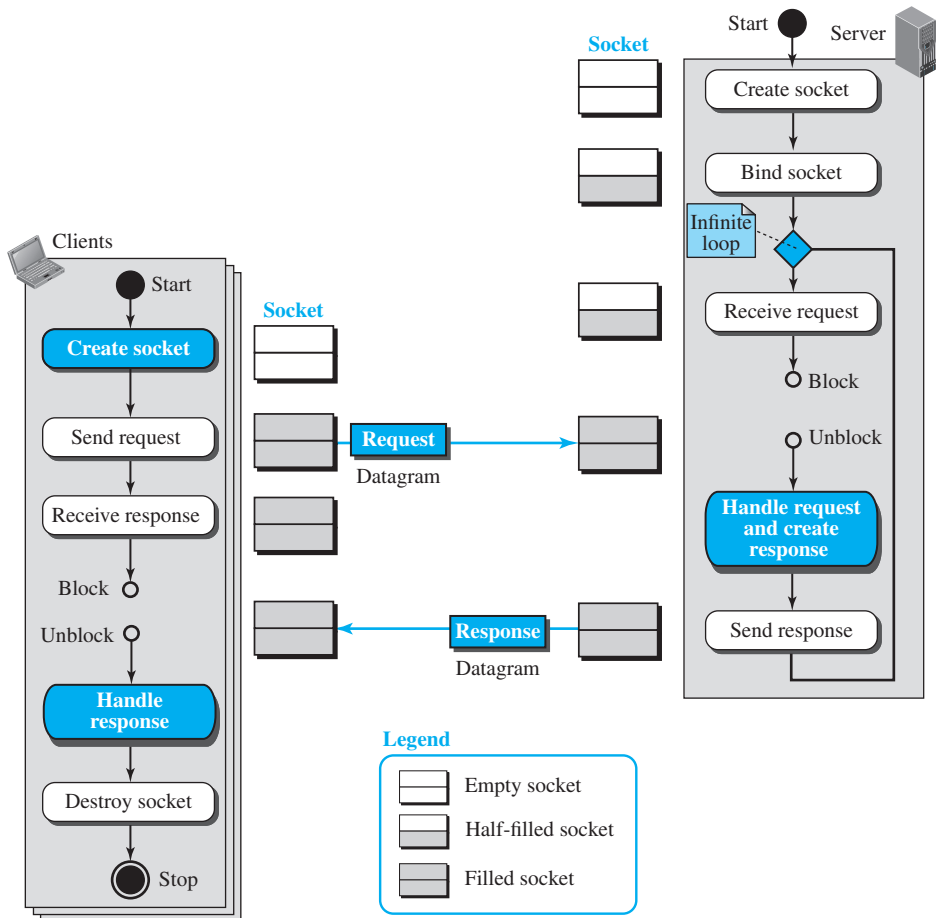 Start
Server
Socket
Create socket
Bind socket
Infinite
loop
Receive request
Block
Unblock
Handle request
and create
response
Send response
Clients
Start
Socket
Create socket
Send request
Request
Datagram
Receive response
Block
Unblock
Response
Datagram
Handle
response
Destroy socket
Stop
Legend
Empty socket
Half-filled socket
Filled socket